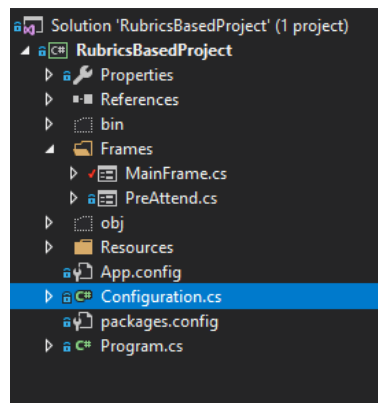 Solution 'RubricsBasedProject' (1 project)
C# RubricsBasedProject
Properties
References
bin
Frames
MainFrame.cs
PreAttend.cs
obj
Resources
App.config
C# Configuration.cs
packages.config
C# Program.cs